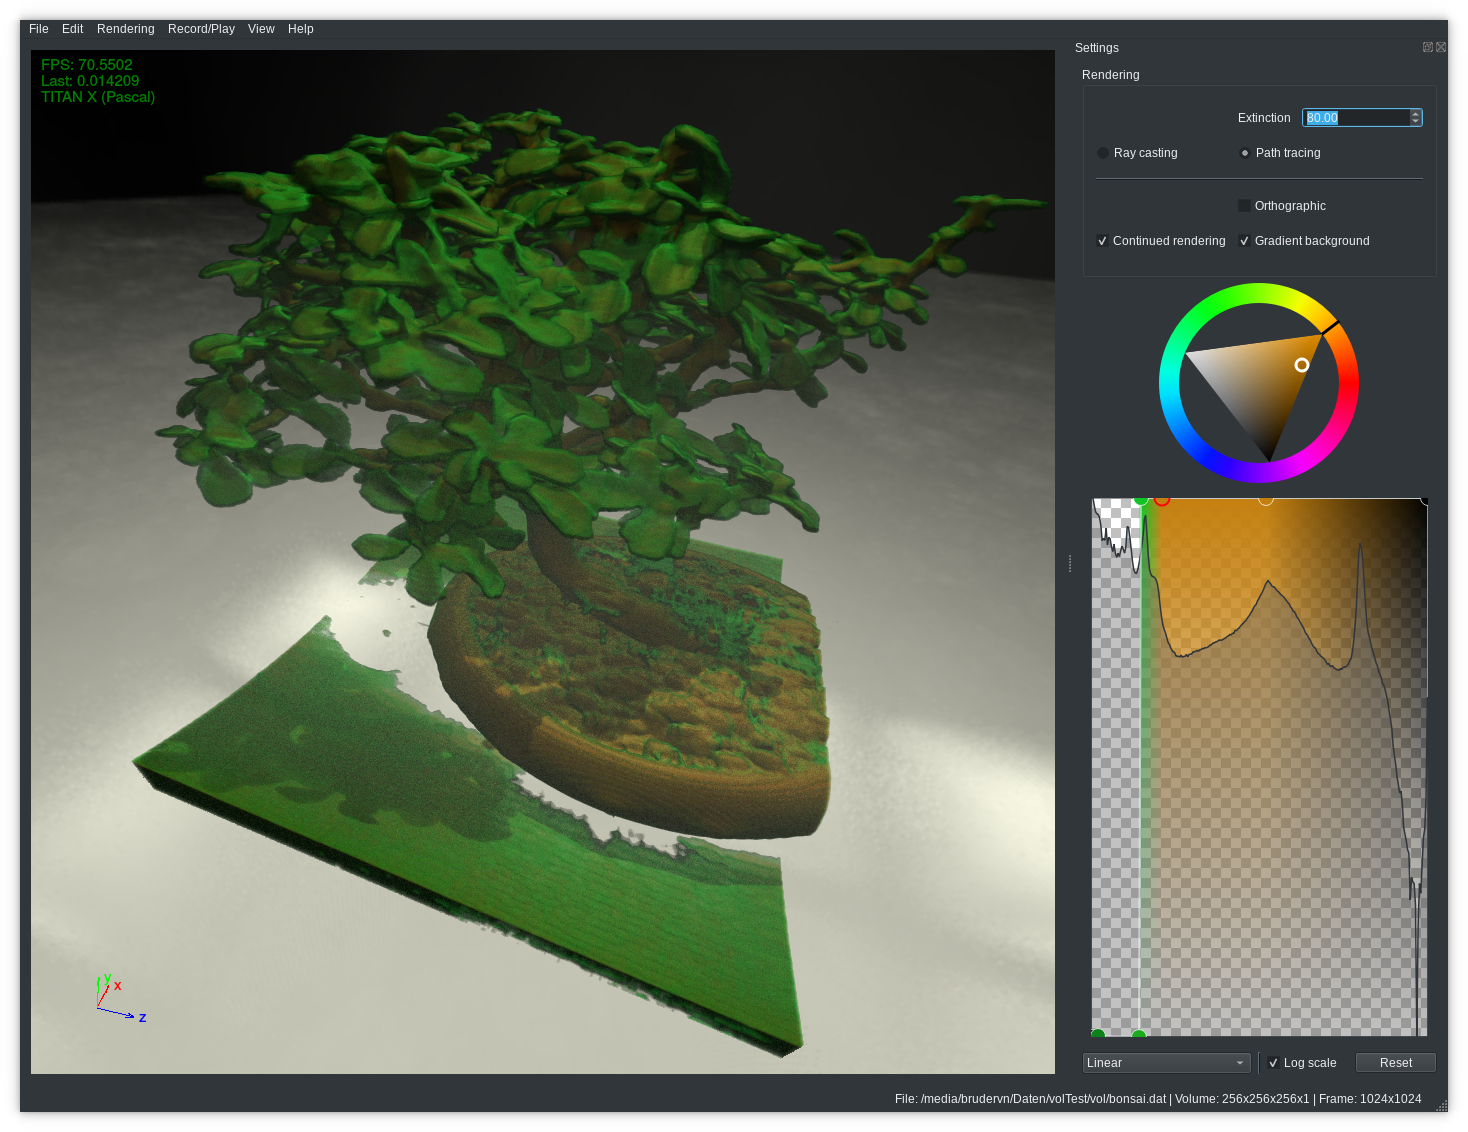 File Edit Rendering Record/Play View Help
Settings
FPS: 70.5502
Last: 0.014209
TITAN X (Pascal)
Rendering
Extinction 80.00
Ray casting Path tracing
Orthographic
Continued rendering Gradient background
y
x
z
Linear Log scale Reset
File: /media/brudervn/Daten/volTest/vol/bonsai.dat | Volume: 256x256x256x1 | Frame: 1024x1024